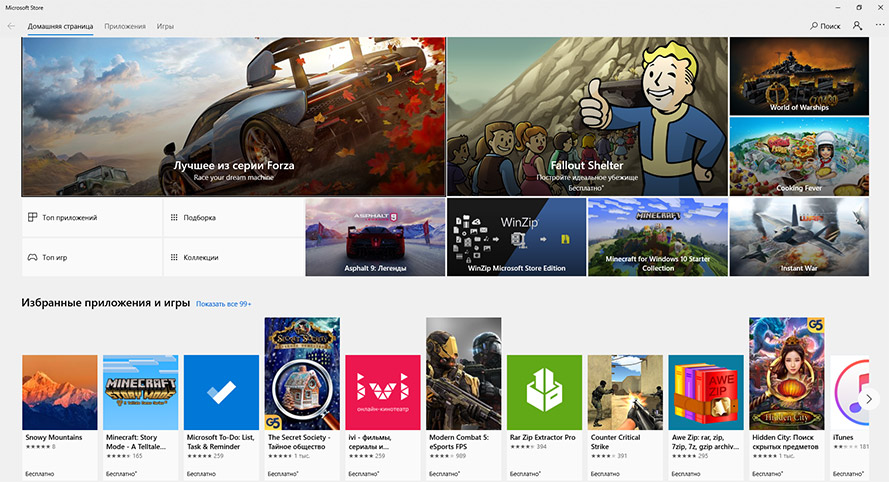 Microsoft Store
Домашняя страница
Приложения
Игры
Поиск
Лучшее из серии Forza
Race your dream machine
Fallout Shelter
Постройте идеальное убежище
Бесплатно*
World of Warships
Cooking Fever
Топ приложений
Подборка
Топ игр
Коллекции
ASPHALT 9
Asphalt 9: Легенды
WinZip
WinZip Microsoft Store Edition
MINECRAFT
Minecraft for Windows 10 Starter
Collection
Instant War
Избранные приложения и игры
Показать все 99+
Snowy Mountains
8
Бесплатно
MINECRAFT
STORY MODE
Minecraft: Story
Mode - A Telltale...
165
Бесплатно*
Microsoft To-Do: List,
Task & Reminder
259
Бесплатно
Secret Society
G5
The Secret Society -
Тайное общество
1 тыс.
Бесплатно*
ivi
онлайн-кинотеатр
ivi - фильмы,
сериалы и...
259
Бесплатно*
Modern Combat 5:
eSports FPS
989
Бесплатно*
Rar Zip Extractor Pro
394
Бесплатно*
Counter Critical
Strike
391
Бесплатно
AWE
ZIP
Awe Zip: rar, zip,
7zip, 7z, gzip archiv...
295
Бесплатно*
G5
Hidden City
Hidden City: Поиск
скрытых предметов
1 тыс.
Бесплатно*
iTunes
181
Бесплатно